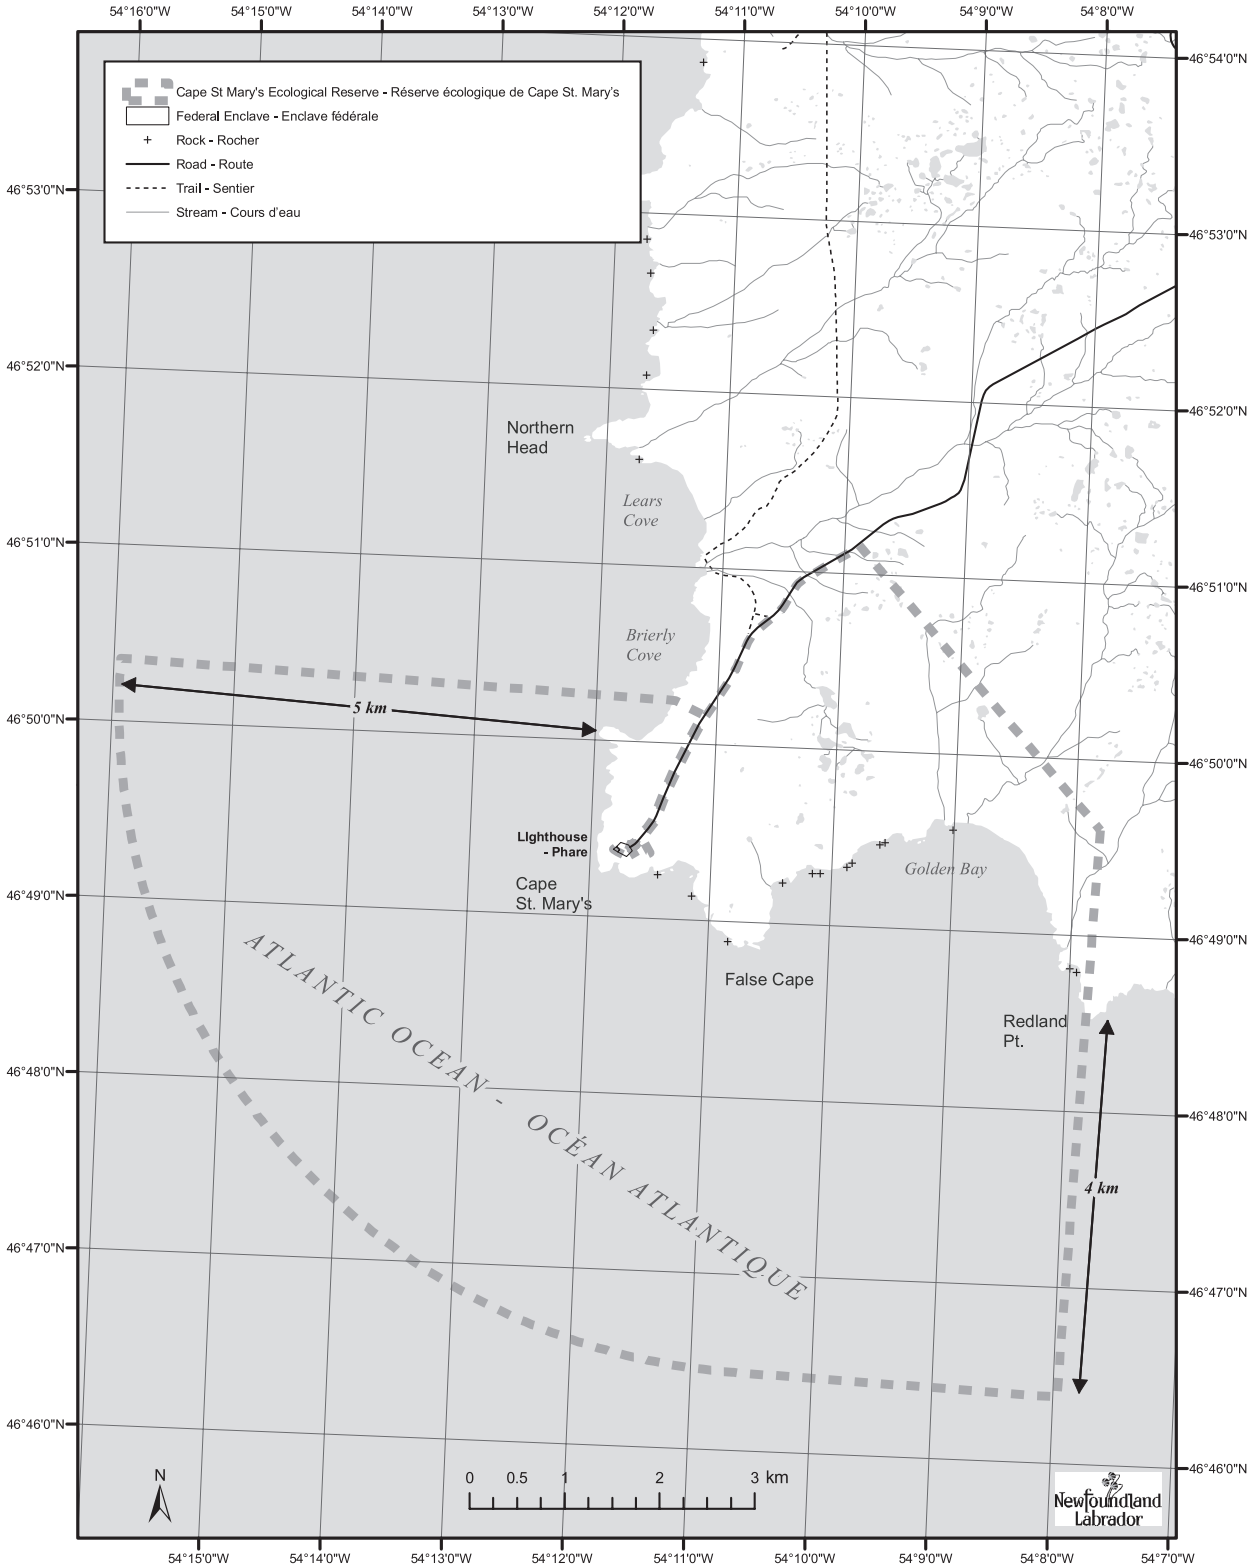 54°16'0"W
54°15'0"W
54°14'0"W
54°13'0"W
54°12'0"W
54°11'0"W
54°10'0"W
54°9'0"W
54°8'0"W
Cape St Mary's Ecological Reserve - Réserve écologique de Cape St. Mary's
Federal Enclave - Enclave fédérale
Rock - Rocher
Road - Route
Trail - Sentier
Stream - Cours d'eau
46°54'0"N
46°53'0"N
46°53'0"N
46°52'0"N
46°52'0"N
Northern
Head
Lears
Cove
46°51'0"N
46°51'0"N
Brierly
Cove
5 km
46°50'0"N
46°50'0"N
Lighthouse
- Phare
Golden Bay
Cape
St. Mary's
46°49'0"N
46°49'0"N
False Cape
Redland
Pt.
ATLANTIC OCEAN - OCÉAN ATLANTIQUE
46°48'0"N
46°48'0"N
4 km
46°47'0"N
46°47'0"N
46°46'0"N
46°46'0"N
N
0 0.5 1 2 3 km
Newfoundland
Labrador
54°15'0"W
54°14'0"W
54°13'0"W
54°12'0"W
54°11'0"W
54°10'0"W
54°9'0"W
54°8'0"W
54°7'0"W